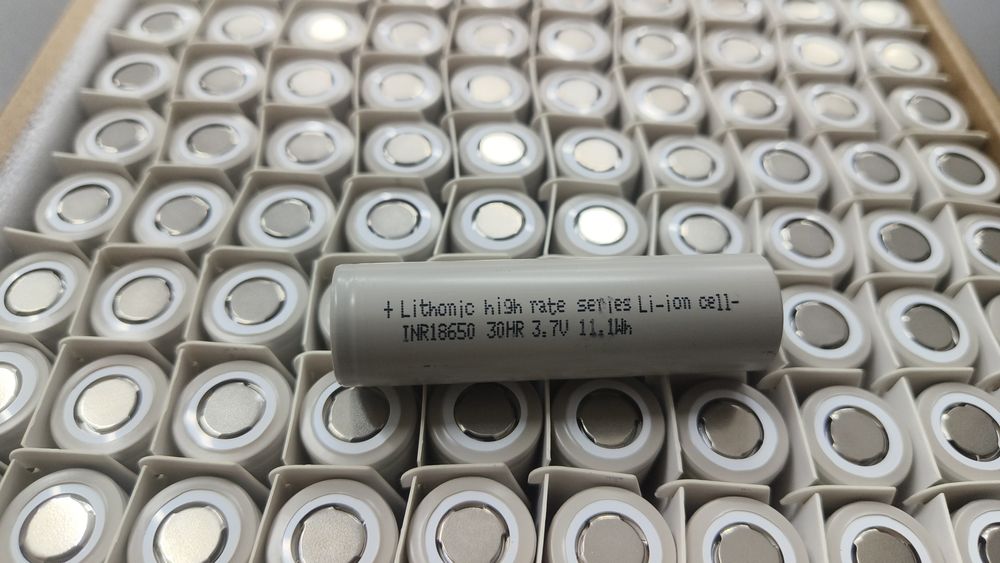 + Lithonic high rate series Li-ion cell-
INR18650 30HR 3.7V 11.1Wh